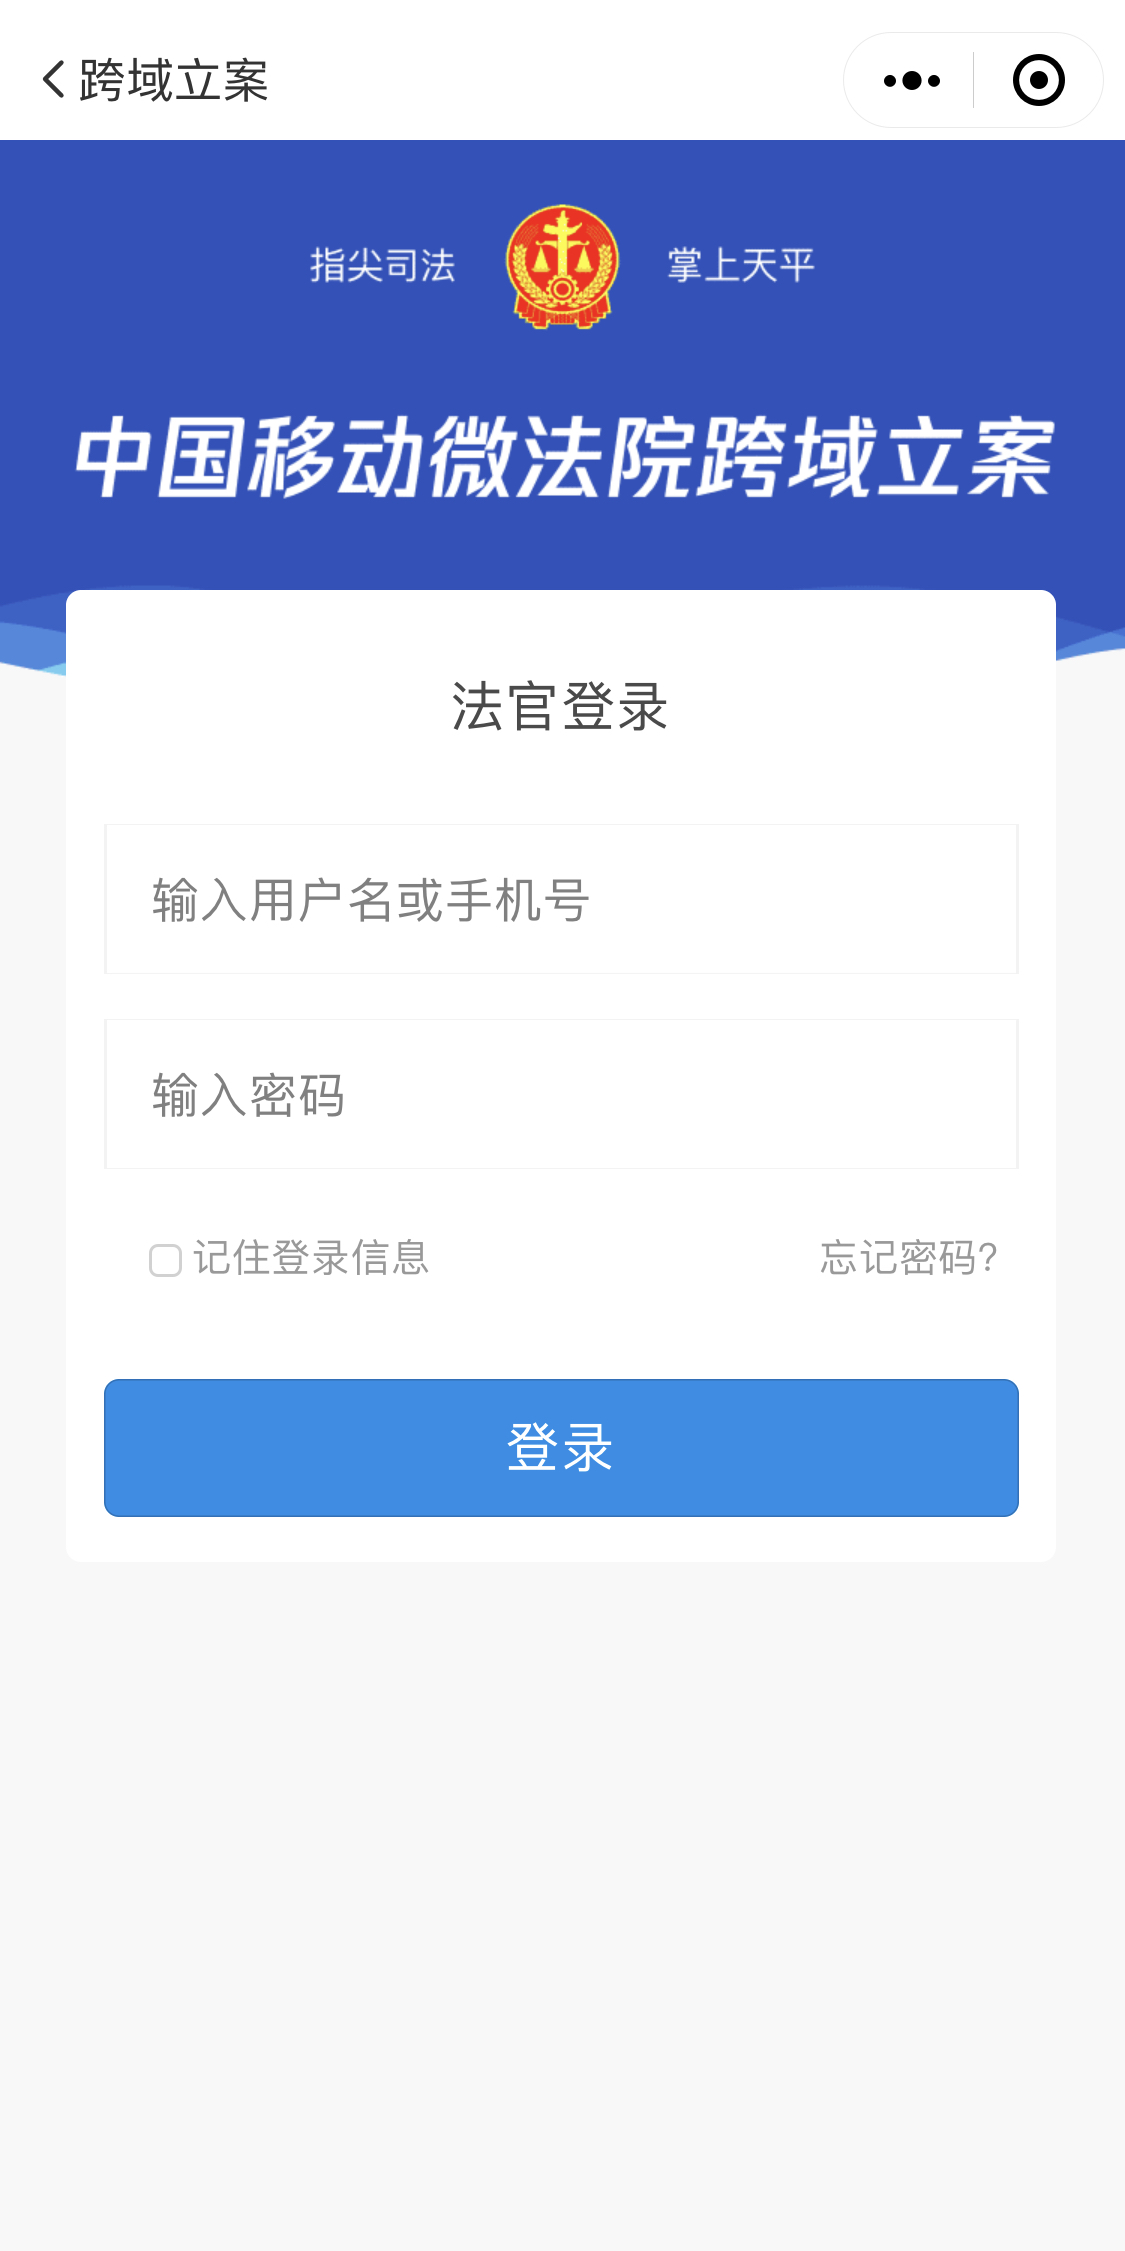 跨域立案
指尖司法 掌上天平
中国移动微法院跨域立案
法官登录
输入用户名或手机号
输入密码
记住登录信息 忘记密码?
登录